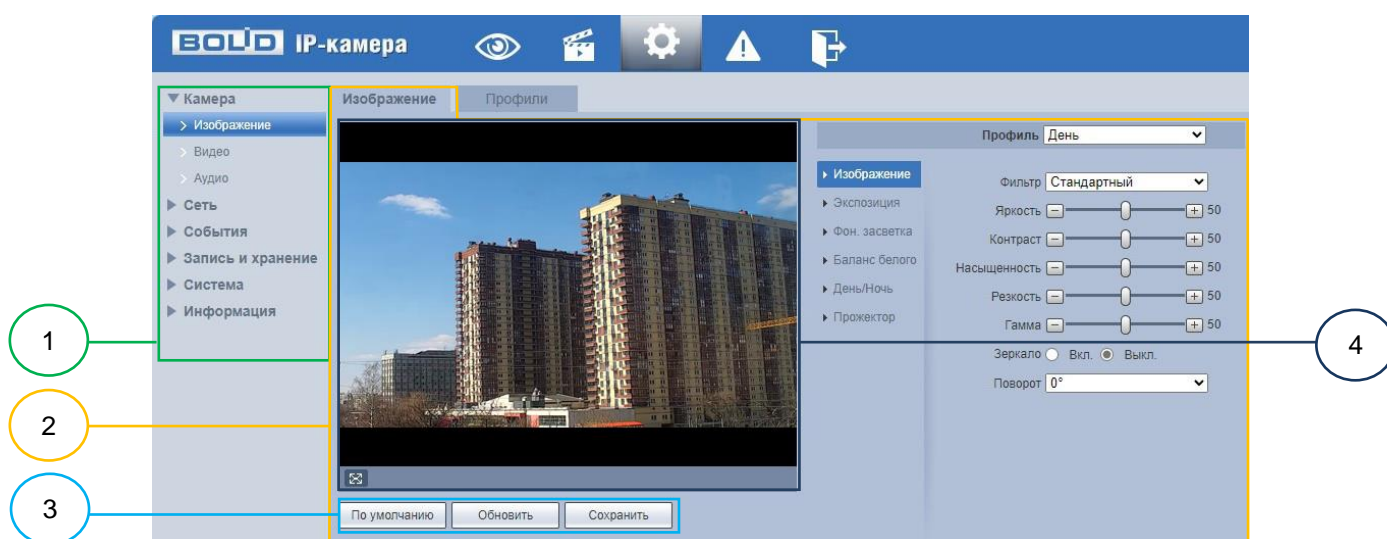 BOLID IP-камера
Камера
Изображение
Видео
Аудио
Сеть
События
Запись и хранение
Система
Информация
Изображение
Профили
Профиль День
Изображение
Экспозиция
Фон. засветка
Баланс белого
День/Ночь
Прожектор
Фильтр Стандартный
Яркость 50
Контраст 50
Насыщенность 50
Резкость 50
Гамма 50
Зеркало Вкл. Выкл.
Поворот 0°
По умолчанию
Обновить
Сохранить
1
2
3
4